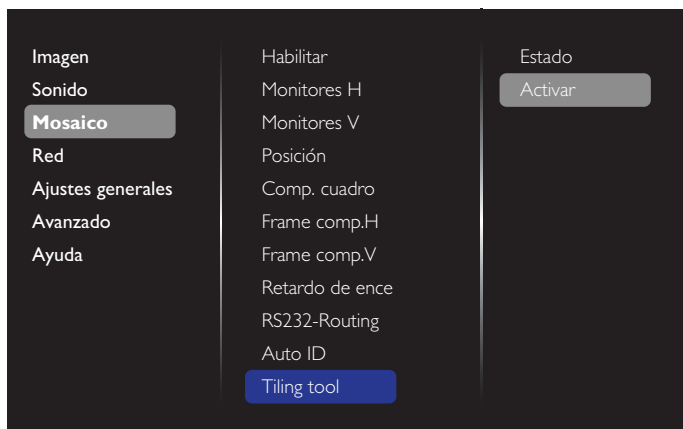 Imagen
Sonido
Mosaico
Red
Ajustes generales
Avanzado
Ayuda
Habilitar
Monitores H
Monitores V
Posición
Comp. cuadro
Frame comp.H
Frame comp.V
Retardo de ence
RS232-Routing
Auto ID
Tiling tool
Estado
Activar